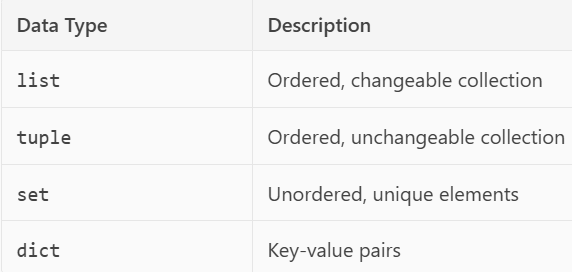 Data Type Description
list Ordered, changeable collection
tuple Ordered, unchangeable collection
set Unordered, unique elements
dict Key-value pairs